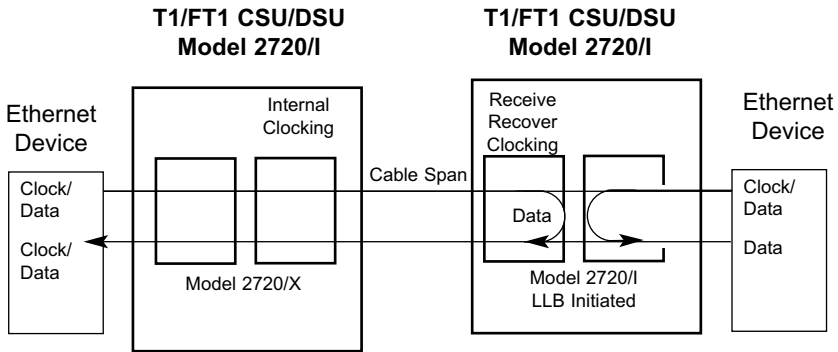 T1/FT1 CSU/DSU
Model 2720/I
T1/FT1 CSU/DSU
Model 2720/I
Ethernet
Device
Internal
Clocking
Receive
Recover
Clocking
Ethernet
Device
Cable Span
Clock/
Data
Clock/
Data
Data
Clock/
Data
Data
Model 2720/X
Model 2720/I
LLB Initiated